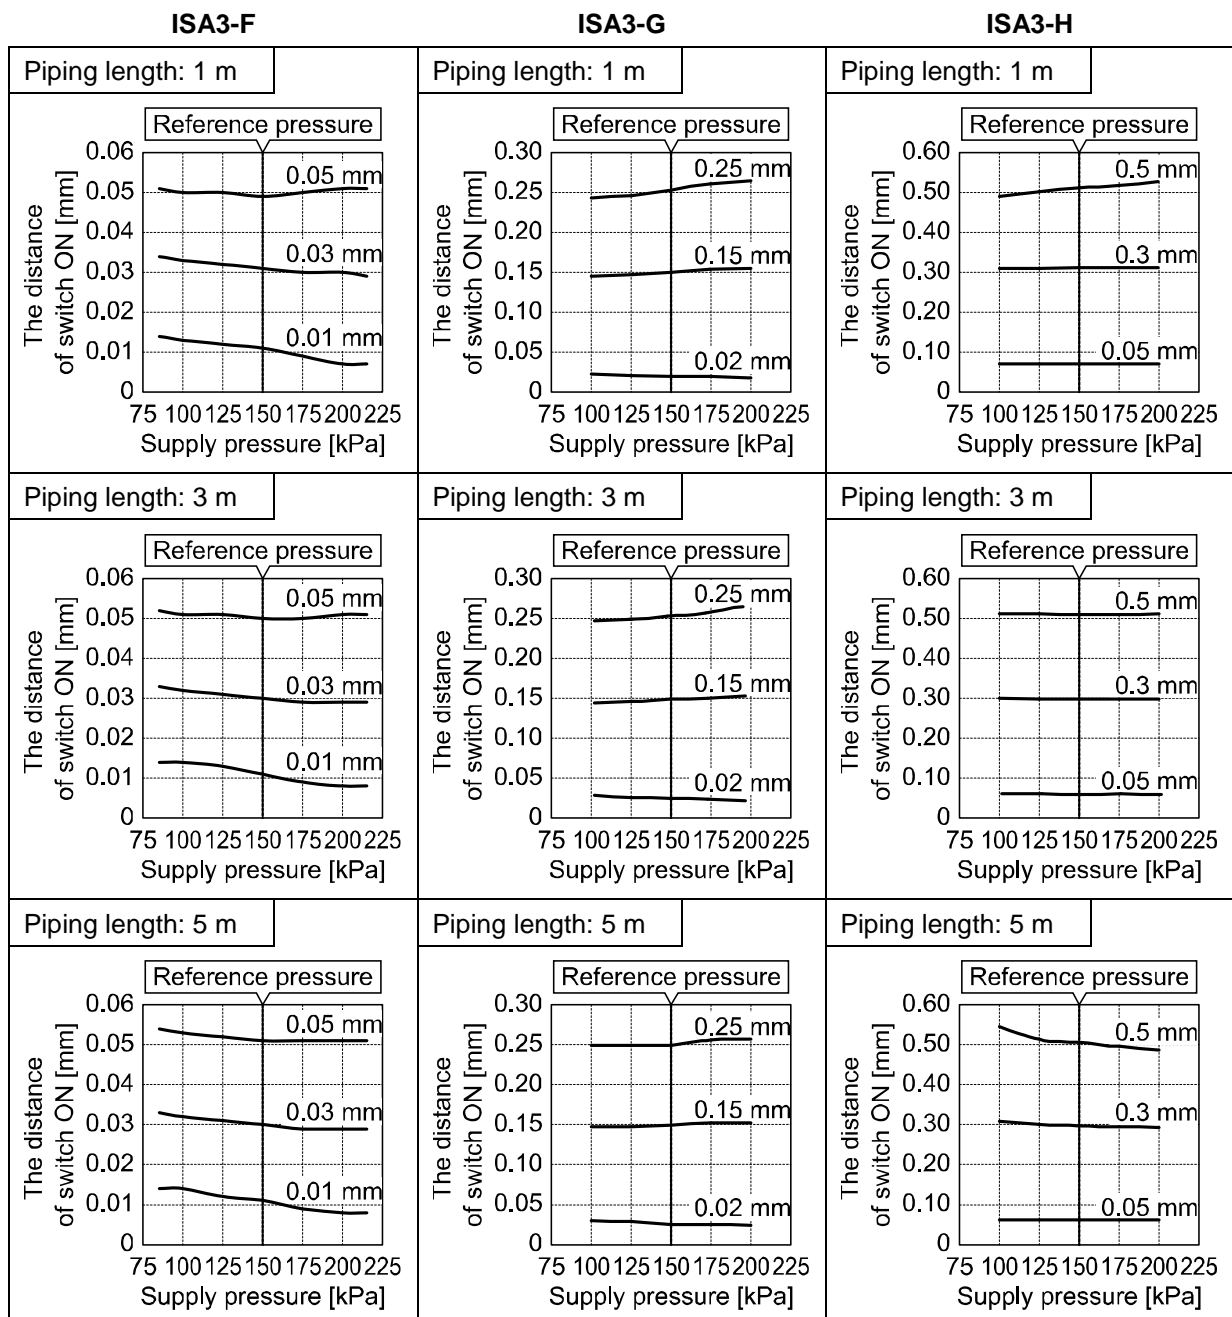 ISA3-F
ISA3-G
ISA3-H
Piping length: 1 m
Reference pressure
The distance
of switch ON [mm]
0.06
0.05
0.04
0.03
0.02
0.01
0
0.05 mm
0.03 mm
0.01 mm
75 100 125 150 175 200 225
Supply pressure [kPa]
Piping length: 1 m
Reference pressure
The distance
of switch ON [mm]
0.30
0.25
0.20
0.15
0.10
0.05
0
0.25 mm
0.15 mm
0.02 mm
75 100 125 150 175 200 225
Supply pressure [kPa]
Piping length: 1 m
Reference pressure
The distance
of switch ON [mm]
0.60
0.50
0.40
0.30
0.20
0.10
0
0.5 mm
0.3 mm
0.05 mm
75 100 125 150 175 200 225
Supply pressure [kPa]
Piping length: 3 m
Reference pressure
The distance
of switch ON [mm]
0.06
0.05
0.04
0.03
0.02
0.01
0
0.05 mm
0.03 mm
0.01 mm
75 100 125 150 175 200 225
Supply pressure [kPa]
Piping length: 3 m
Reference pressure
The distance
of switch ON [mm]
0.30
0.25
0.20
0.15
0.10
0.05
0
0.25 mm
0.15 mm
0.02 mm
75 100 125 150 175 200 225
Supply pressure [kPa]
Piping length: 3 m
Reference pressure
The distance
of switch ON [mm]
0.60
0.50
0.40
0.30
0.20
0.10
0
0.5 mm
0.3 mm
0.05 mm
75 100 125 150 175 200 225
Supply pressure [kPa]
Piping length: 5 m
Reference pressure
The distance
of switch ON [mm]
0.06
0.05
0.04
0.03
0.02
0.01
0
0.05 mm
0.03 mm
0.01 mm
75 100 125 150 175 200 225
Supply pressure [kPa]
Piping length: 5 m
Reference pressure
The distance
of switch ON [mm]
0.30
0.25
0.20
0.15
0.10
0.05
0
0.25 mm
0.15 mm
0.02 mm
75 100 125 150 175 200 225
Supply pressure [kPa]
Piping length: 5 m
Reference pressure
The distance
of switch ON [mm]
0.60
0.50
0.40
0.30
0.20
0.10
0
0.5 mm
0.3 mm
0.05 mm
75 100 125 150 175 200 225
Supply pressure [kPa]